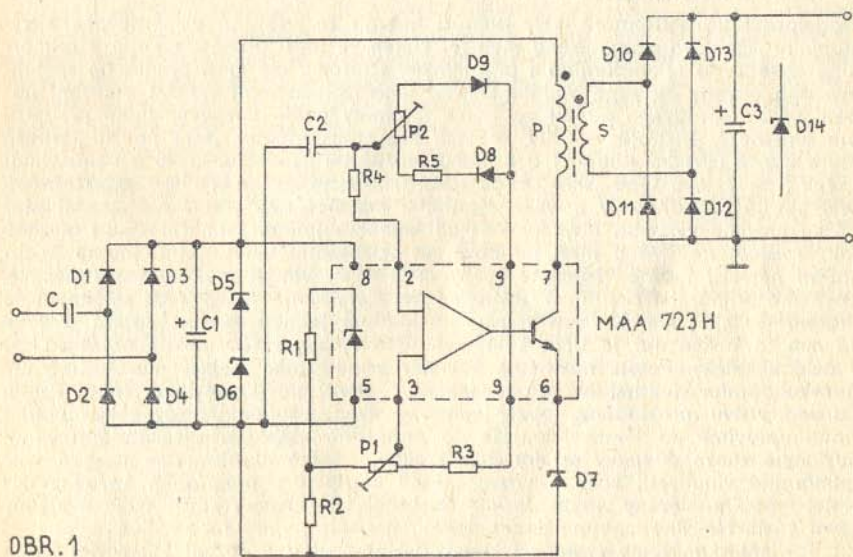 D10
D13
D9
C2
P2
P
S
C3
D14
R5
D8
R4
D11
D12
D1
D3
D5
8
2
9
7
C
C1
R1
MAA 723H
D2
D4
D6
5
3
9
6
P1
R3
D7
R2
OBR.1